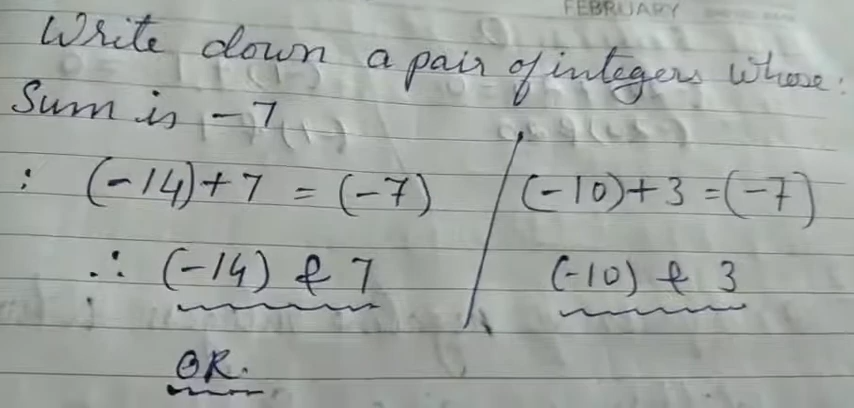 FEBRUARY
Write down a pair of integers whose:
Sum is -7
: (-14)+7 = (-7) / (-10)+3=(-7)
∴ (-14) & 7 (-10) & 3
OR.